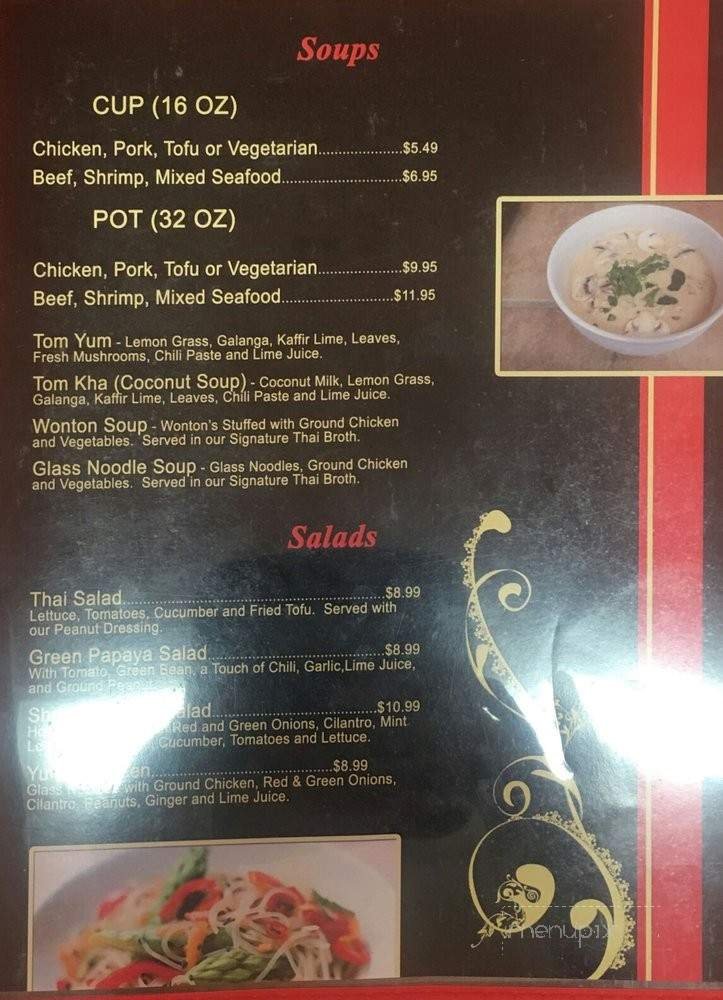 Soups
CUP (16 OZ)
Chicken, Pork, Tofu or Vegetarian.....................$5.49
Beef, Shrimp, Mixed Seafood..............................$6.95
POT (32 OZ)
Chicken, Pork, Tofu or Vegetarian.....................$9.95
Beef, Shrimp, Mixed Seafood............................$11.95
Tom Yum - Lemon Grass, Galanga, Kaffir Lime, Leaves,
Fresh Mushrooms, Chili Paste and Lime Juice.
Tom Kha (Coconut Soup) - Coconut Milk, Lemon Grass,
Galanga, Kaffir Lime, Leaves, Chili Paste and Lime Juice.
Wonton Soup - Wonton's Stuffed with Ground Chicken
and Vegetables. Served in our Signature Thai Broth.
Glass Noodle Soup - Glass Noodles, Ground Chicken
and Vegetables. Served in our Signature Thai Broth.
Salads
Thai Salad..................................................................$8.99
Lettuce, Tomatoes, Cucumber and Fried Tofu. Served with
our Peanut Dressing.
Green Papaya Salad............................................$8.99
With Tomato, Green Bean, a Touch of Chili, Garlic,Lime Juice,
and Ground
Salad.........................................$10.99
Red and Green Onions, Cilantro, Mint
Cucumber, Tomatoes and Lettuce.
..............................................$8.99
Glass with Ground Chicken, Red & Green Onions,
Cilantro, Peanuts, Ginger and Lime Juice.
menupix